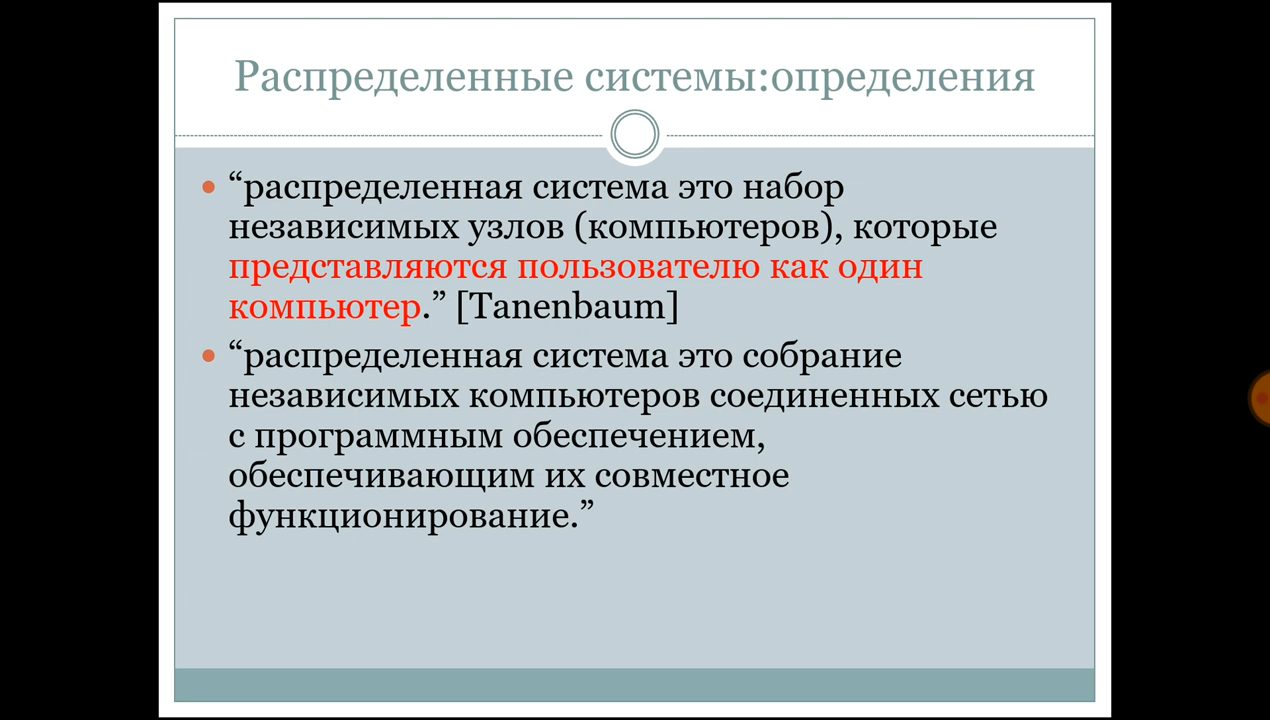 Распределенные системы:определения
• “распределенная система это набор
независимых узлов (компьютеров), которые
представляются пользователю как один
компьютер.” [Tanenbaum]
• “распределенная система это собрание
независимых компьютеров соединенных сетью
с программным обеспечением,
обеспечивающим их совместное
функционирование.”